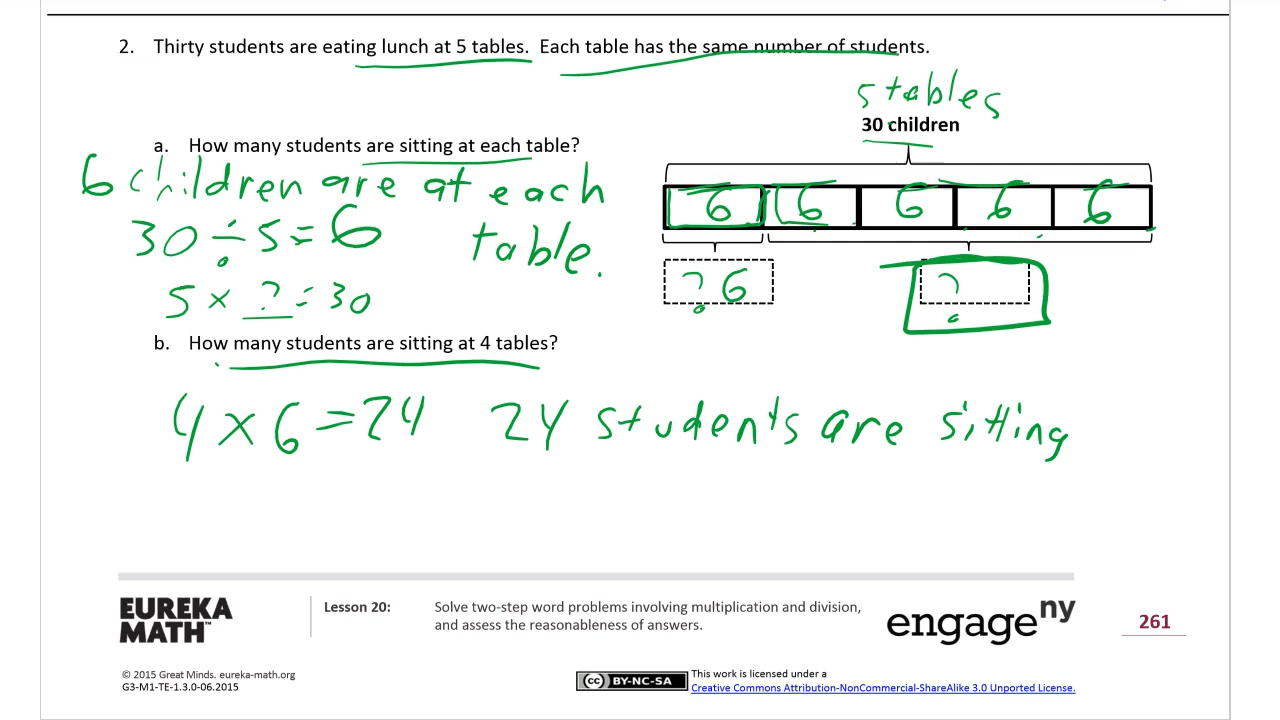 2. Thirty students are eating lunch at 5 tables. Each table has the same number of students.
5 tables
30 children
a. How many students are sitting at each table?
6 children are at each
table.
30 ÷ 5 = 6
5 × ? = 30
6 6 6 6 6
? 6 ?
b. How many students are sitting at 4 tables?
4 × 6 = 24 24 students are sitting
EUREKA
MATH™
Lesson 20:
Solve two-step word problems involving multiplication and division,
and assess the reasonableness of answers.
engage ny
261
© 2015 Great Minds. eureka-math.org
G3-M1-TE-1.3.0-06.2015
cc BY-NC-SA
This work is licensed under a
Creative Commons Attribution-NonCommercial-ShareAlike 3.0 Unported License.